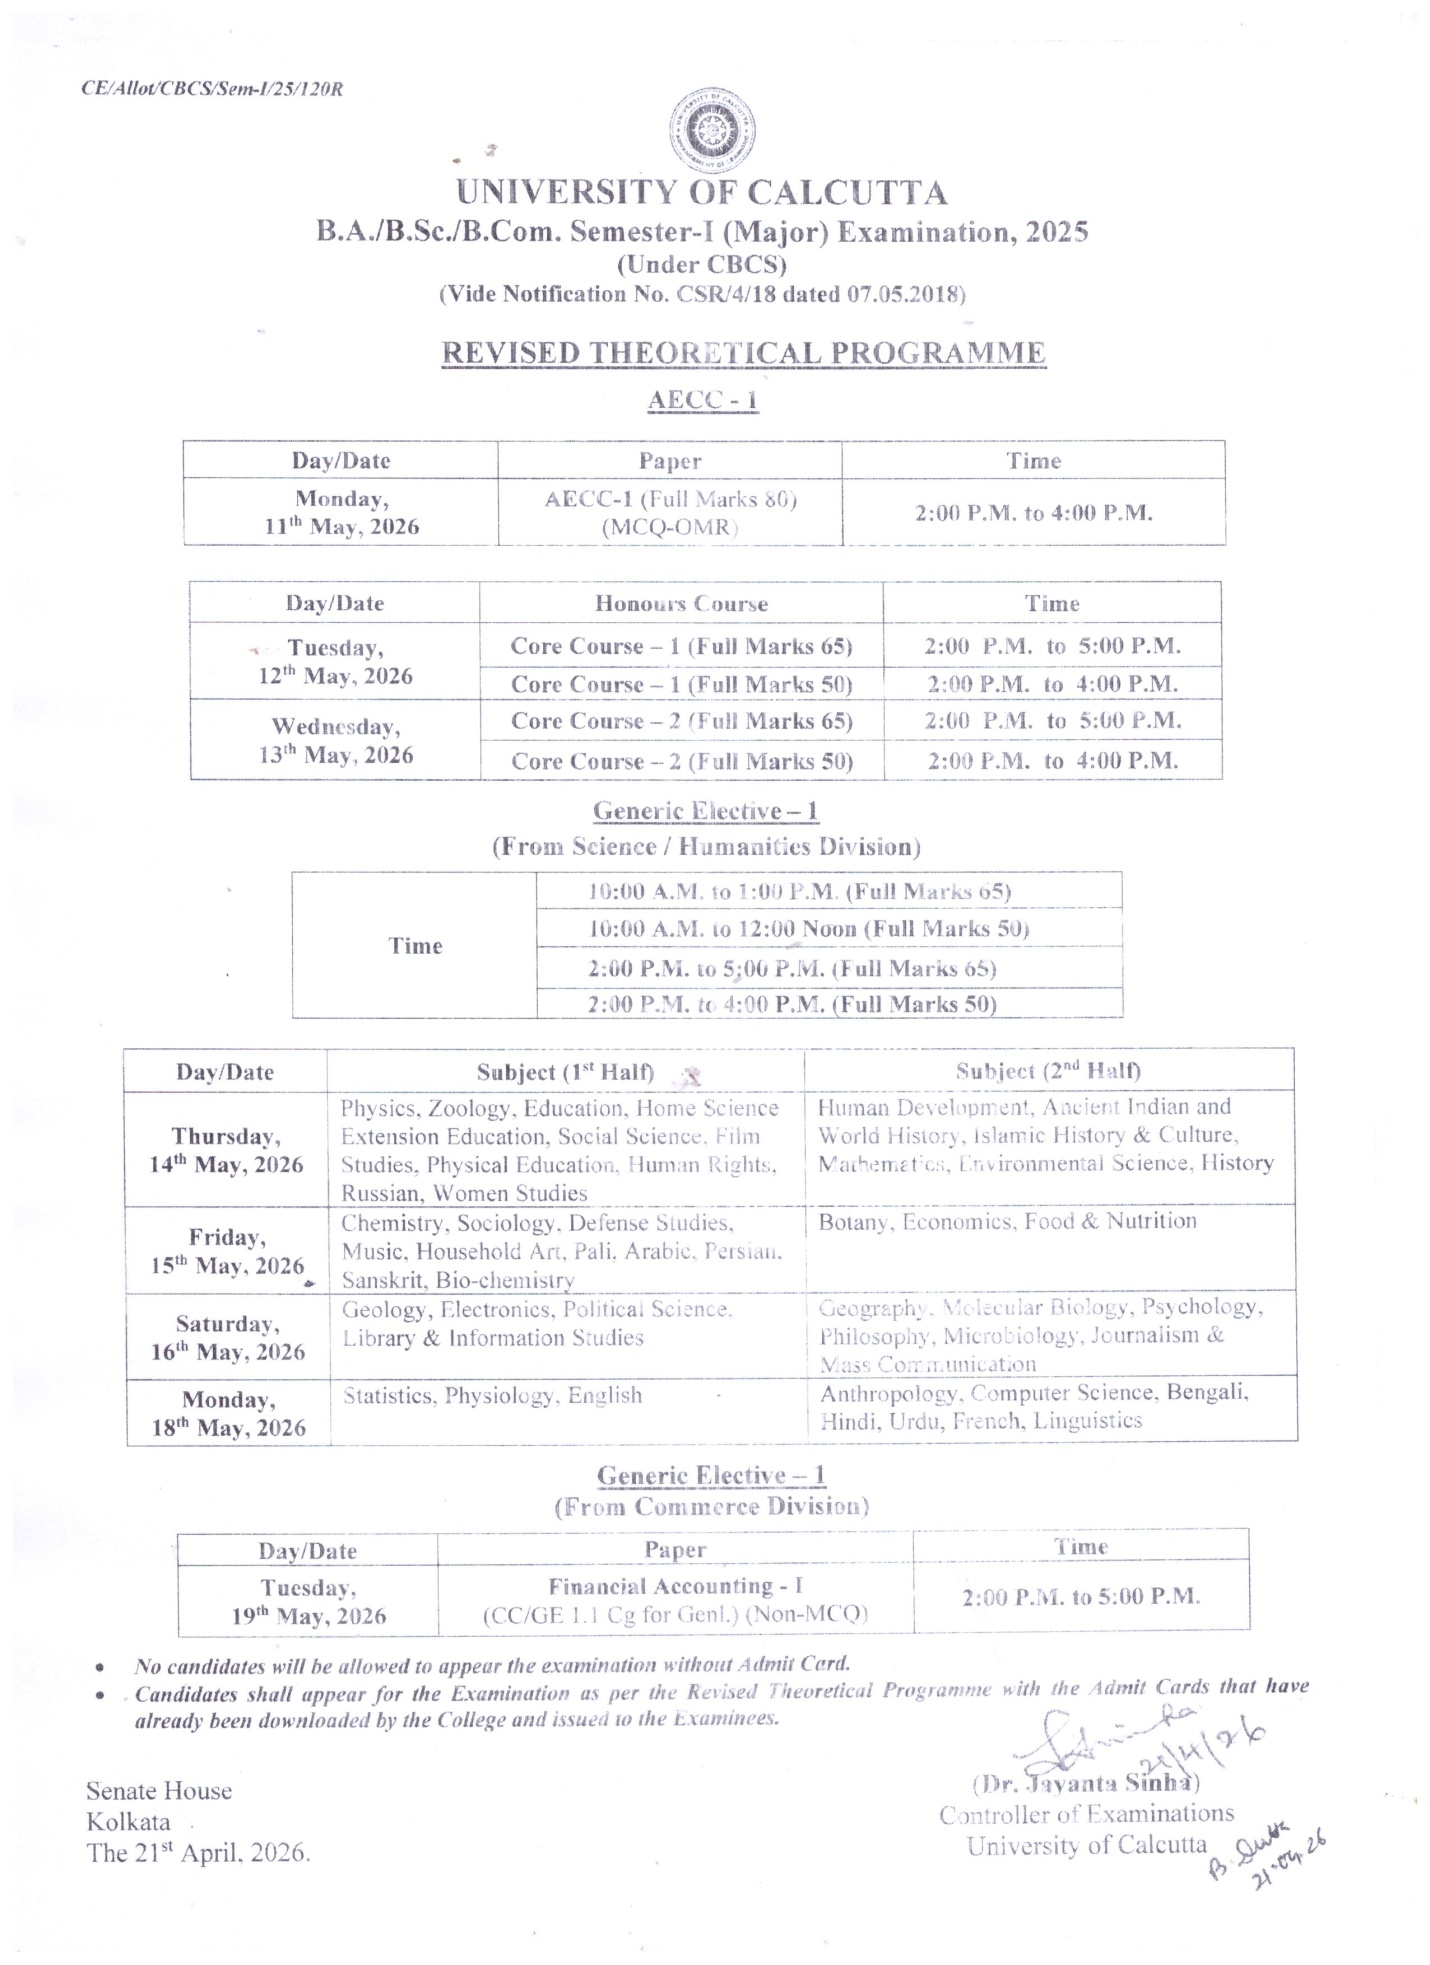 CE/Allot/CBCS/Sem-I/25/120R
UNIVERSITY OF CALCUTTA
ADVANCEMENT OF LEARNING
UNIVERSITY OF CALCUTTA
B.A./B.Sc./B.Com. Semester-I (Major) Examination, 2025
(Under CBCS)
(Vide Notification No. CSR/4/18 dated 07.05.2018)
REVISED THEORETICAL PROGRAMME
AECC - 1
Day/Date Paper Time
Monday,
11th May, 2026
AECC-1 (Full Marks 80)
(MCQ-OMR)
2:00 P.M. to 4:00 P.M.
Day/Date Honours Course Time
Tuesday,
12th May, 2026
Core Course – 1 (Full Marks 65) 2:00 P.M. to 5:00 P.M.
Core Course – 1 (Full Marks 50) 2:00 P.M. to 4:00 P.M.
Wednesday,
13th May, 2026
Core Course – 2 (Full Marks 65) 2:00 P.M. to 5:00 P.M.
Core Course – 2 (Full Marks 50) 2:00 P.M. to 4:00 P.M.
Generic Elective – 1
(From Science / Humanities Division)
Time
10:00 A.M. to 1:00 P.M. (Full Marks 65)
10:00 A.M. to 12:00 Noon (Full Marks 50)
2:00 P.M. to 5:00 P.M. (Full Marks 65)
2:00 P.M. to 4:00 P.M. (Full Marks 50)
Day/Date Subject (1st Half) Subject (2nd Half)
Thursday,
14th May, 2026
Physics, Zoology, Education, Home Science
Extension Education, Social Science, Film
Studies, Physical Education, Human Rights,
Russian, Women Studies
Human Development, Ancient Indian and
World History, Islamic History & Culture,
Mathematics, Environmental Science, History
Friday,
15th May, 2026
Chemistry, Sociology, Defense Studies,
Music, Household Art, Pali, Arabic, Persian,
Sanskrit, Bio-chemistry
Botany, Economics, Food & Nutrition
Saturday,
16th May, 2026
Geology, Electronics, Political Science,
Library & Information Studies
Geography, Molecular Biology, Psychology,
Philosophy, Microbiology, Journalism &
Mass Communication
Monday,
18th May, 2026
Statistics, Physiology, English
Anthropology, Computer Science, Bengali,
Hindi, Urdu, French, Linguistics
Generic Elective – 1
(From Commerce Division)
Day/Date Paper Time
Tuesday,
19th May, 2026
Financial Accounting - I
(CC/GE 1.1 Cg for Genl.) (Non-MCQ)
2:00 P.M. to 5:00 P.M.
• No candidates will be allowed to appear the examination without Admit Card.
• Candidates shall appear for the Examination as per the Revised Theoretical Programme with the Admit Cards that have
already been downloaded by the College and issued to the Examinees.
21/4/26
(Dr. Jayanta Sinha)
Controller of Examinations
University of Calcutta
Senate House
Kolkata
The 21st April, 2026.
B. Dutta
21.04.26